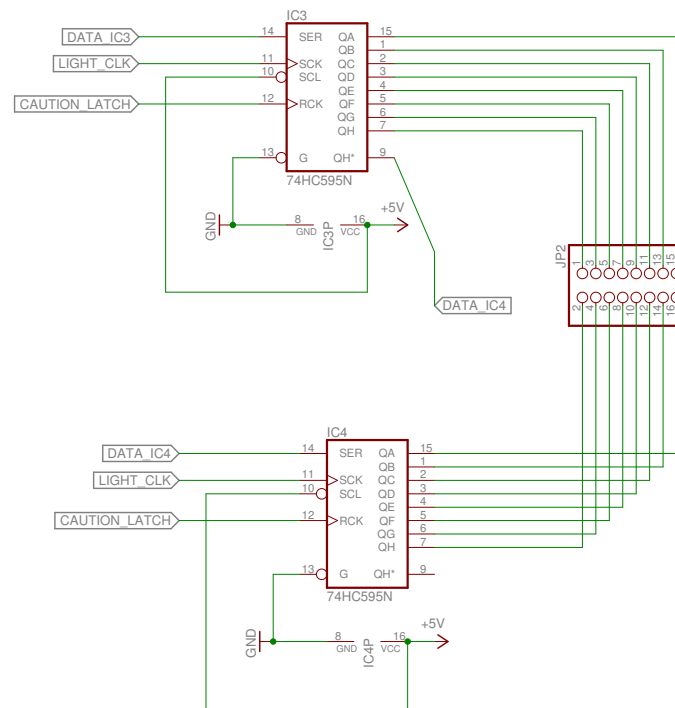 IC3
DATA_IC3 14 SER QA 15
QB 1
LIGHT_CLK 11 SCK QC 2
10 SCL QD 3
QE 4
CAUTION_LATCH 12 RCK QF 5
QG 6
QH 7
13 G QH* 9
74HC595N
GND 8 GND IC3P 16 VCC +5V
DATA_IC4
JP2
1 3 5 7 9 11 13 15
2 4 6 8 10 12 14 16
IC4
DATA_IC4 14 SER QA 15
QB 1
LIGHT_CLK 11 SCK QC 2
10 SCL QD 3
QE 4
CAUTION_LATCH 12 RCK QF 5
QG 6
QH 7
13 G QH* 9
74HC595N
GND 8 GND IC4P 16 VCC +5V